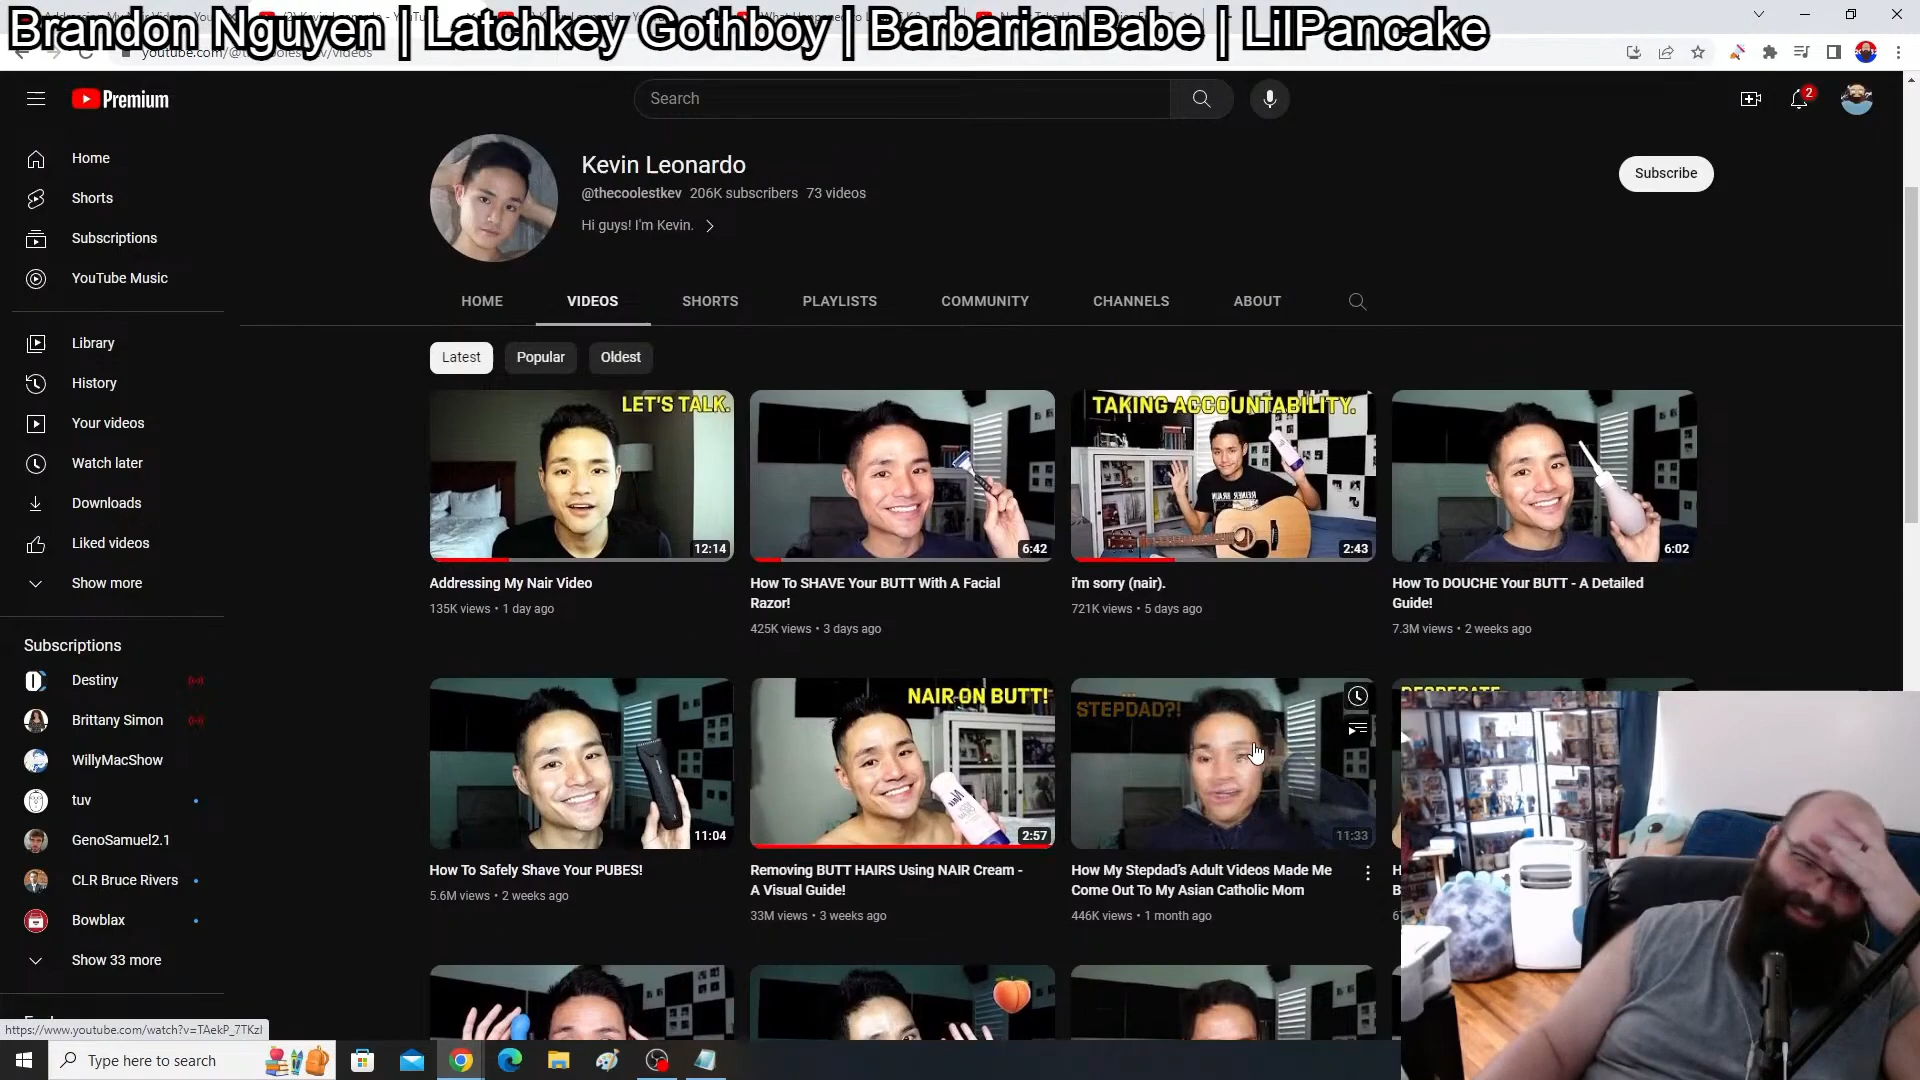 Brandon Nguyen | Latchkey Gothboy | BarbarianBabe | LilPancake
Premium
Search
2
Home
Shorts
Subscriptions
YouTube Music
Library
History
Your videos
Watch later
Downloads
Liked videos
Show more
Subscriptions
Destiny
Brittany Simon
WillyMacShow
tuv
GenoSamuel2.1
CLR Bruce Rivers
Bowblax
Show 33 more
Kevin Leonardo
@thecoolestkev 206K subscribers 73 videos
Hi guys! I'm Kevin.
Subscribe
HOME VIDEOS SHORTS PLAYLISTS COMMUNITY CHANNELS ABOUT
Latest Popular Oldest
LET'S TALK.
12:14
Addressing My Nair Video
135K views • 1 day ago
6:42
How To SHAVE Your BUTT With A Facial
Razor!
425K views • 3 days ago
TAKING ACCOUNTABILITY.
2:43
i'm sorry (nair).
721K views • 5 days ago
6:02
How To DOUCHE Your BUTT - A Detailed
Guide!
7.3M views • 2 weeks ago
11:04
How To Safely Shave Your PUBES!
5.6M views • 2 weeks ago
NAIR ON BUTT!
Nair
2:57
Removing BUTT HAIRS Using NAIR Cream -
A Visual Guide!
33M views • 3 weeks ago
STEPDAD?!
11:33
How My Stepdad's Adult Videos Made Me
Come Out To My Asian Catholic Mom
446K views • 1 month ago
https://www.youtube.com/watch?v=TAekP_7TKzI
Type here to search